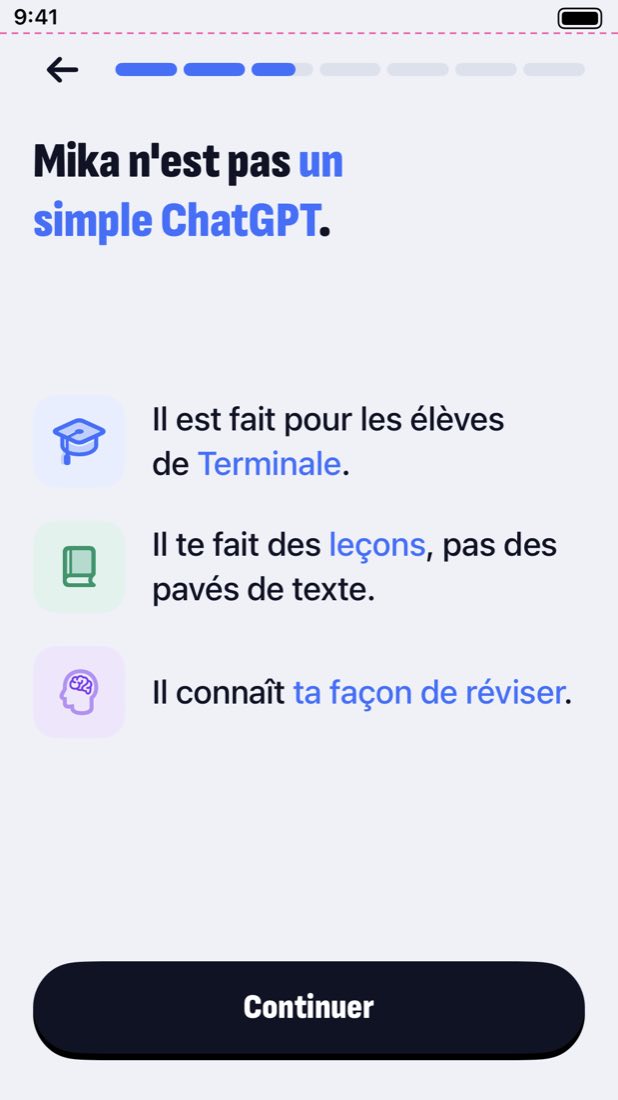 9:41
Mika n'est pas un
simple ChatGPT.
Il est fait pour les élèves
de Terminale.
Il te fait des leçons, pas des
pavés de texte.
Il connaît ta façon de réviser.
Continuer